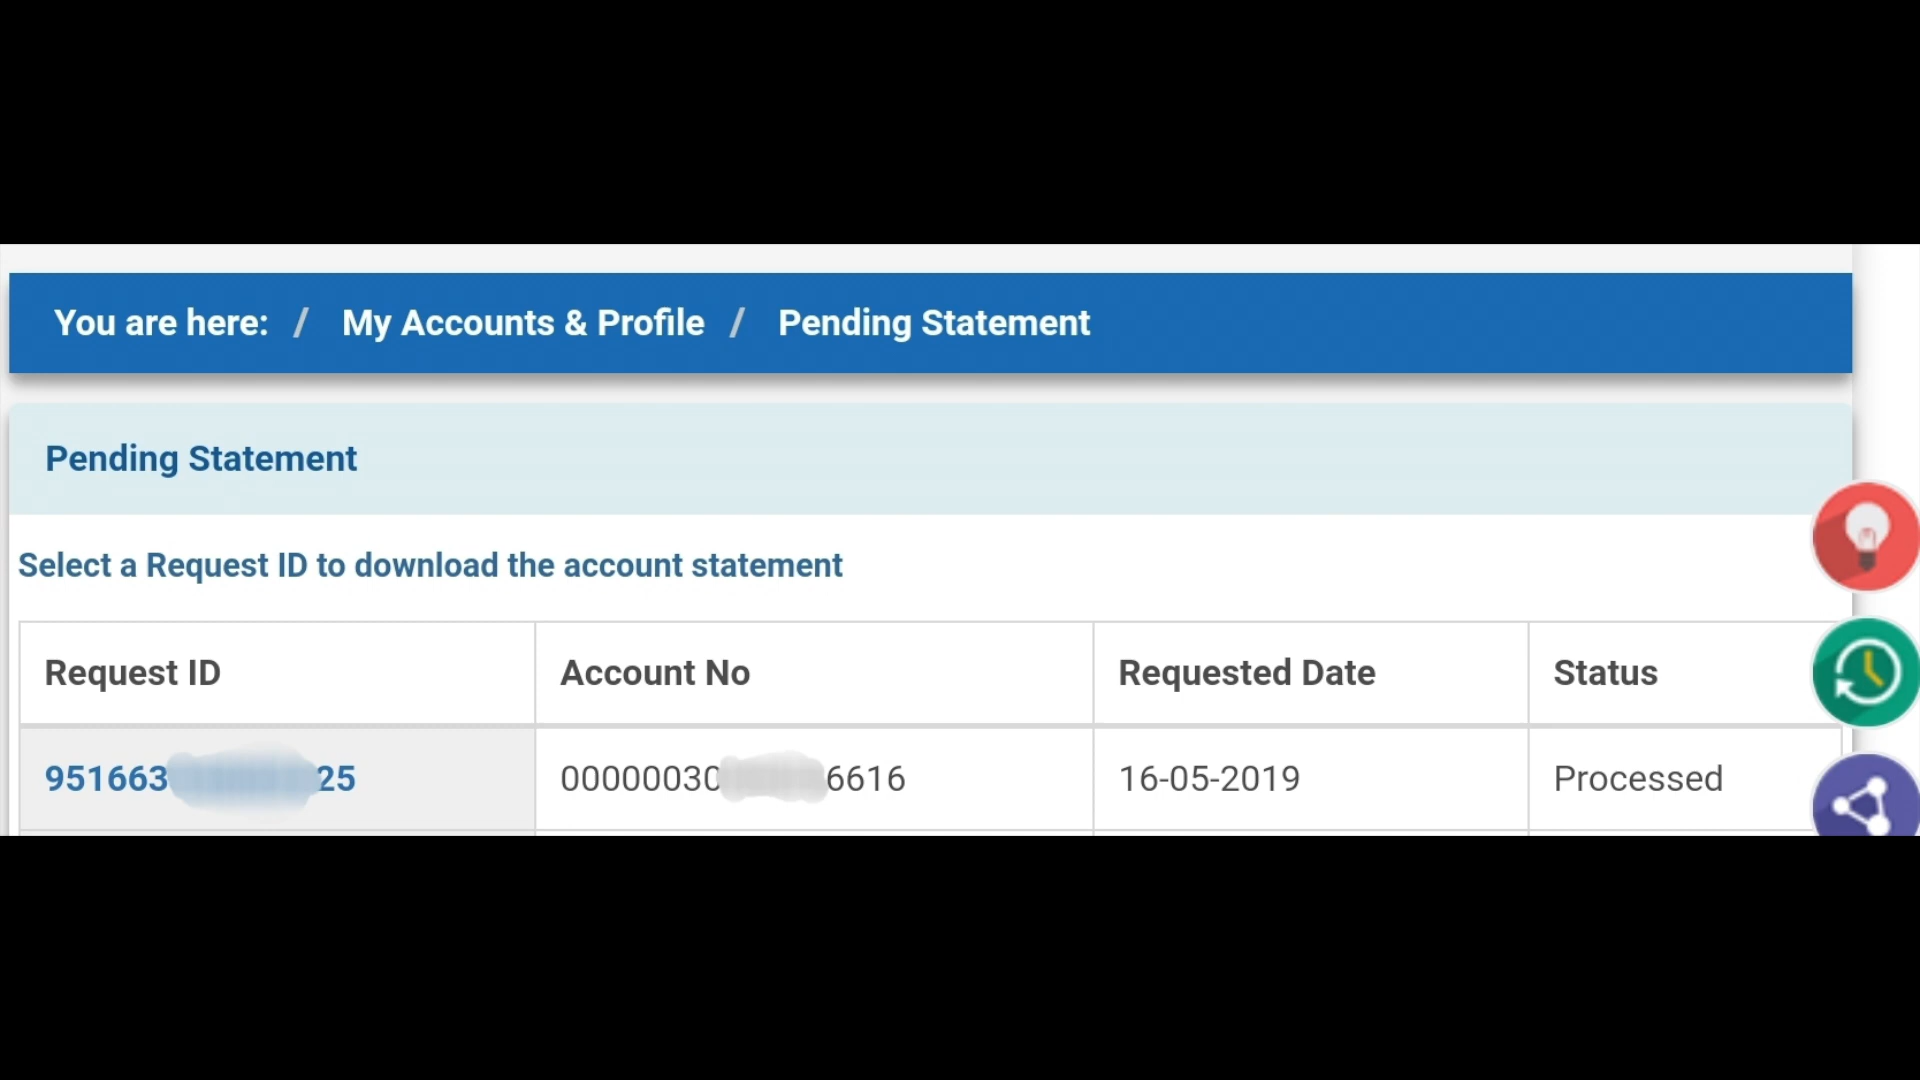 You are here: / My Accounts & Profile / Pending Statement
Pending Statement
Select a Request ID to download the account statement
Request ID Account No Requested Date Status
951663 25 00000030 6616 16-05-2019 Processed